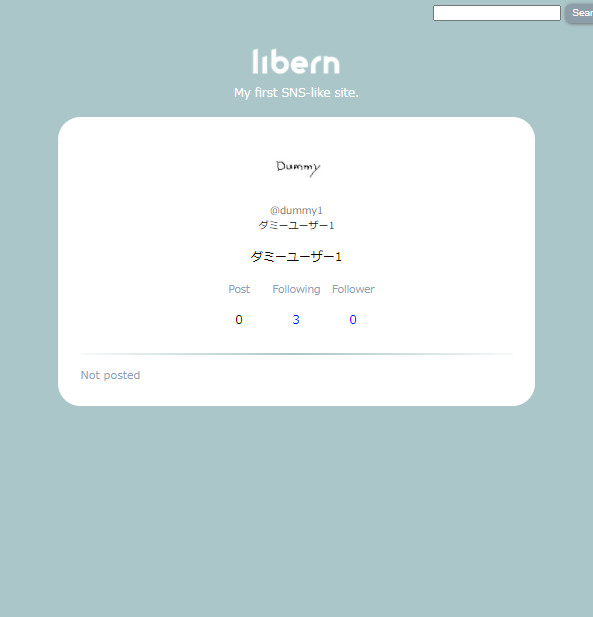 Sear
libern
My first SNS-like site.
Dummy
@dummy1
ダミーユーザー1
ダミーユーザー1
Post Following Follower
0 3 0
Not posted